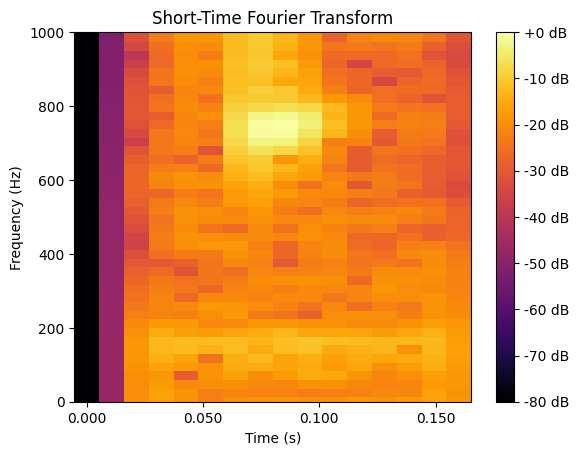 Short-Time Fourier Transform
1000
800
600
400
200
0
Frequency (Hz)
0.000
0.050
0.100
0.150
Time (s)
+0 dB
-10 dB
-20 dB
-30 dB
-40 dB
-50 dB
-60 dB
-70 dB
-80 dB